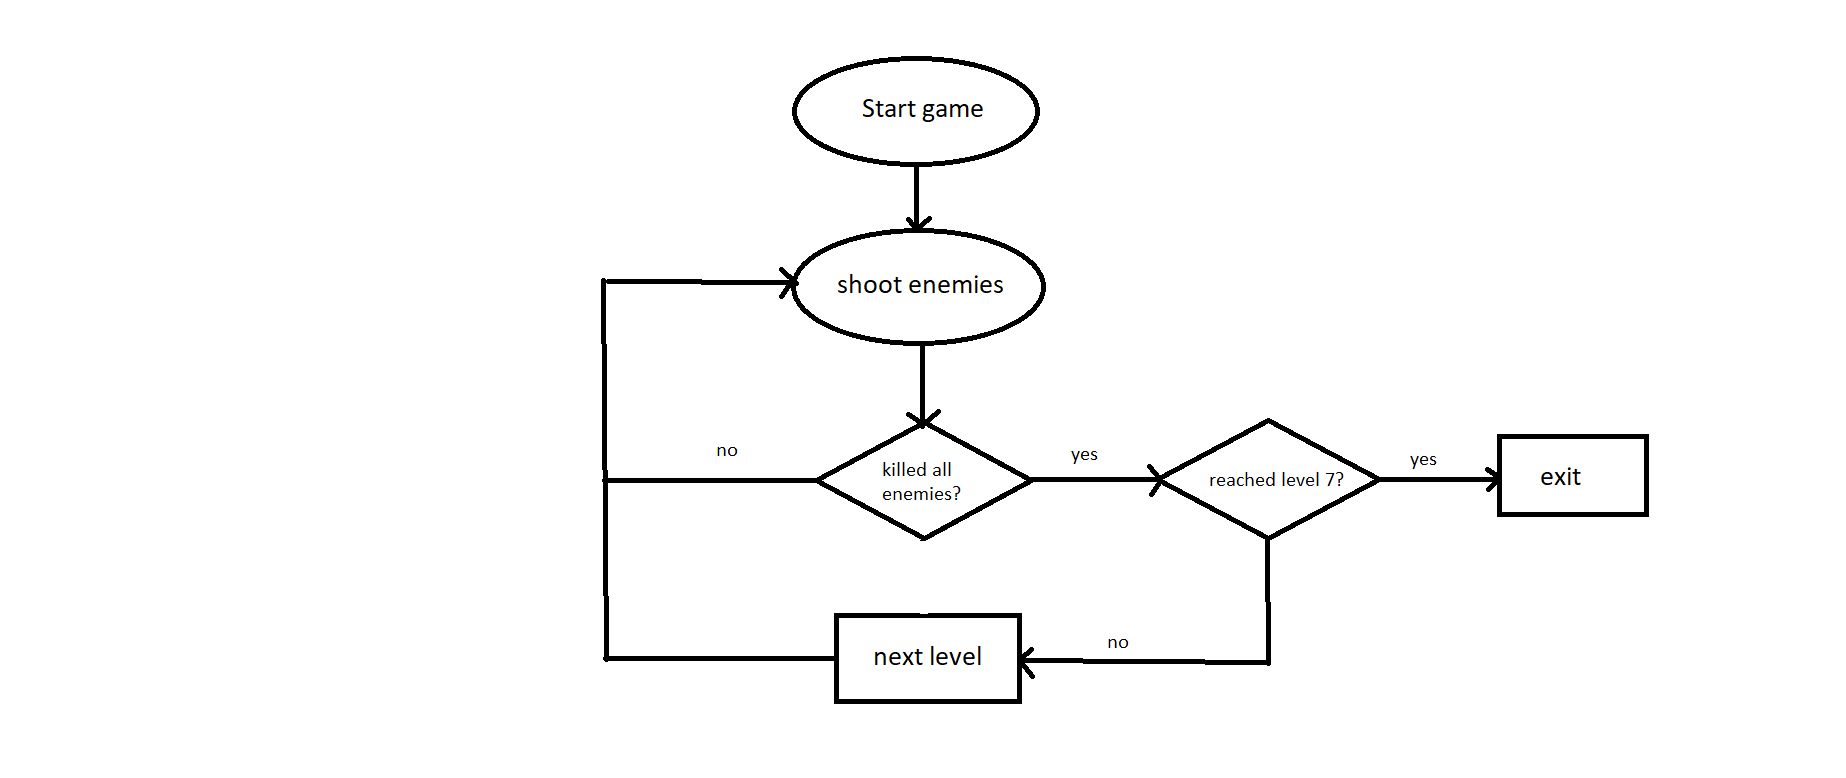 Start game
shoot enemies
no
killed all
enemies?
yes
reached level 7?
yes
exit
next level
no